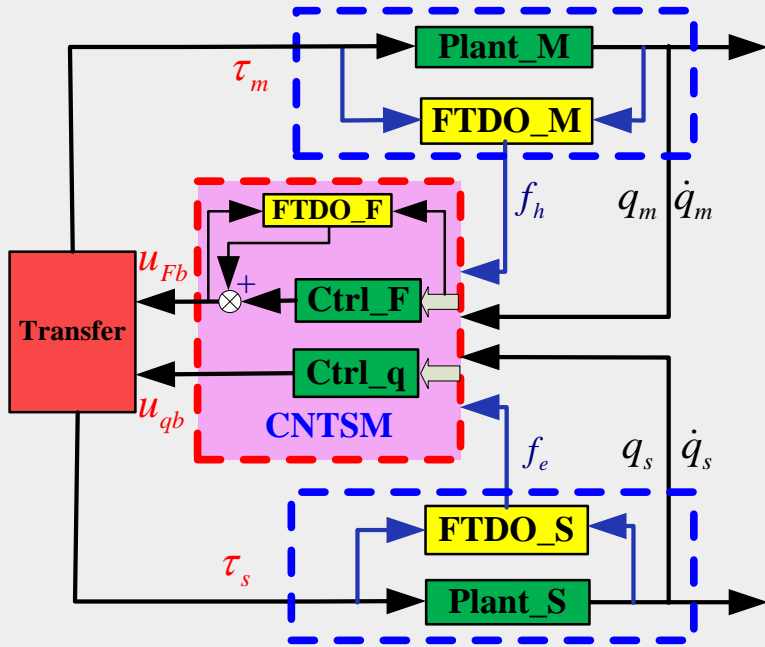 Plant_M
τm
FTDO_M
fh
qm q̇m
FTDO_F
uFb
+
Ctrl_F
Transfer
Ctrl_q
uqb
CNTSM
fe
qs q̇s
FTDO_S
τs
Plant_S